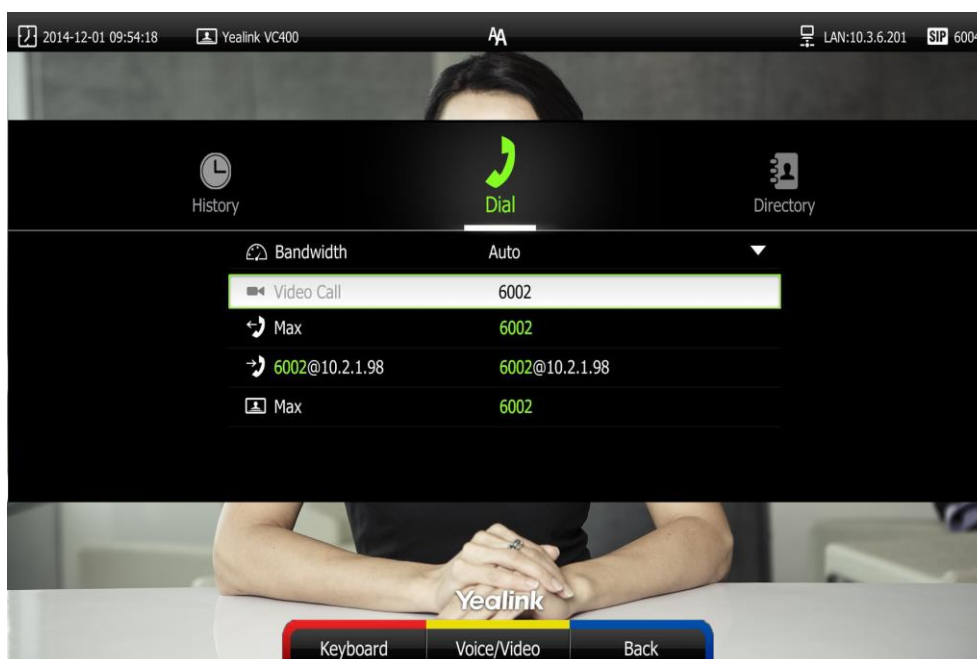 2014-12-01 09:54:18 Yealink VC400 AA LAN:10.3.6.201 SIP 6004
History Dial Directory
Bandwidth Auto
Video Call 6002
Max 6002
6002@10.2.1.98 6002@10.2.1.98
Max 6002
Yealink
Keyboard Voice/Video Back